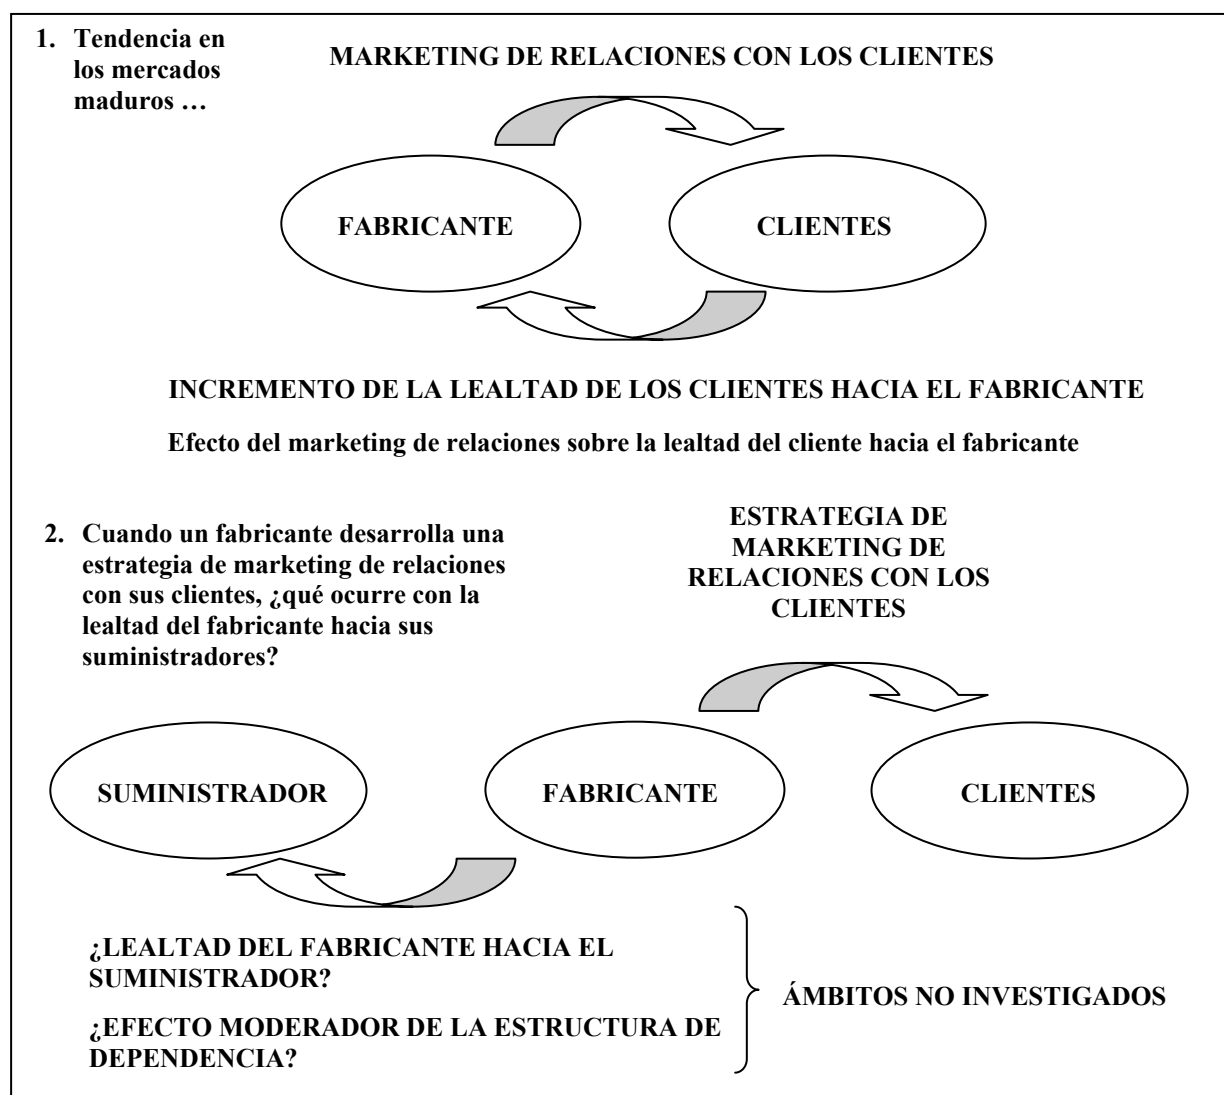 1. Tendencia en
los mercados
maduros …
MARKETING DE RELACIONES CON LOS CLIENTES
FABRICANTE
CLIENTES
INCREMENTO DE LA LEALTAD DE LOS CLIENTES HACIA EL FABRICANTE
Efecto del marketing de relaciones sobre la lealtad del cliente hacia el fabricante
2. Cuando un fabricante desarrolla una
estrategia de marketing de relaciones
con sus clientes, ¿qué ocurre con la
lealtad del fabricante hacia sus
suministradores?
ESTRATEGIA DE
MARKETING DE
RELACIONES CON LOS
CLIENTES
SUMINISTRADOR
FABRICANTE
CLIENTES
¿LEALTAD DEL FABRICANTE HACIA EL
SUMINISTRADOR?
¿EFECTO MODERADOR DE LA ESTRUCTURA DE
DEPENDENCIA?
ÁMBITOS NO INVESTIGADOS